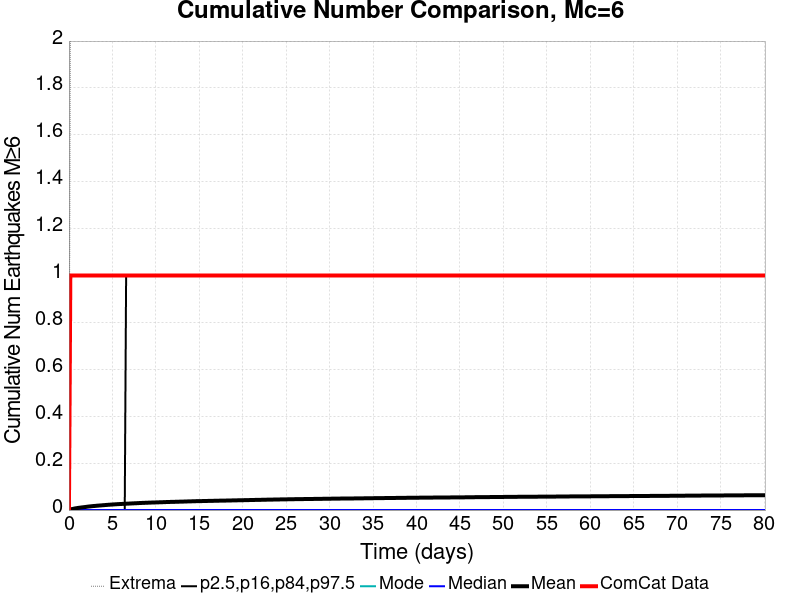 Cumulative Number Comparison, Mc=6
Cumulative Num Earthquakes M≥6
2
1.8
1.6
1.4
1.2
1
0.8
0.6
0.4
0.2
0
0 5 10 15 20 25 30 35 40 45 50 55 60 65 70 75 80
Time (days)
Extrema p2.5,p16,p84,p97.5 Mode Median Mean ComCat Data